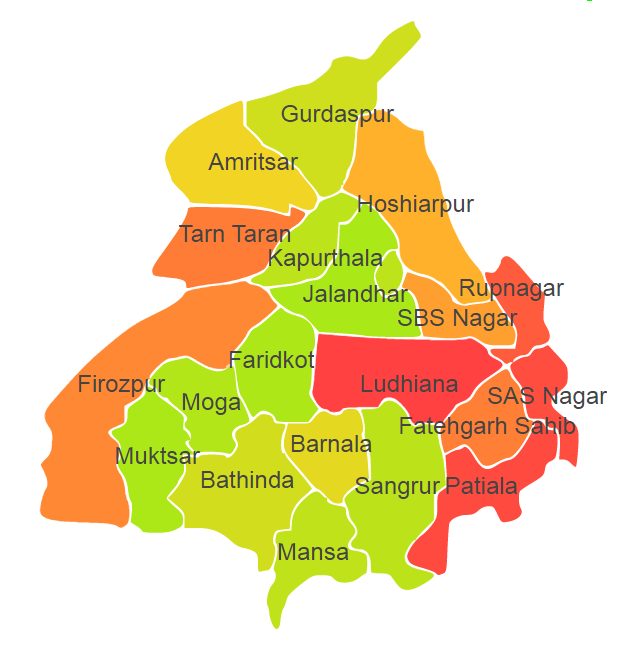 Gurdaspur
Amritsar
Hoshiarpur
Tarn Taran
Kapurthala
Rupnagar
Jalandhar
SBS Nagar
Faridkot
Firozpur
Ludhiana
SAS Nagar
Moga
Fatehgarh Sahib
Barnala
Muktsar
Bathinda
Sangrur
Patiala
Mansa